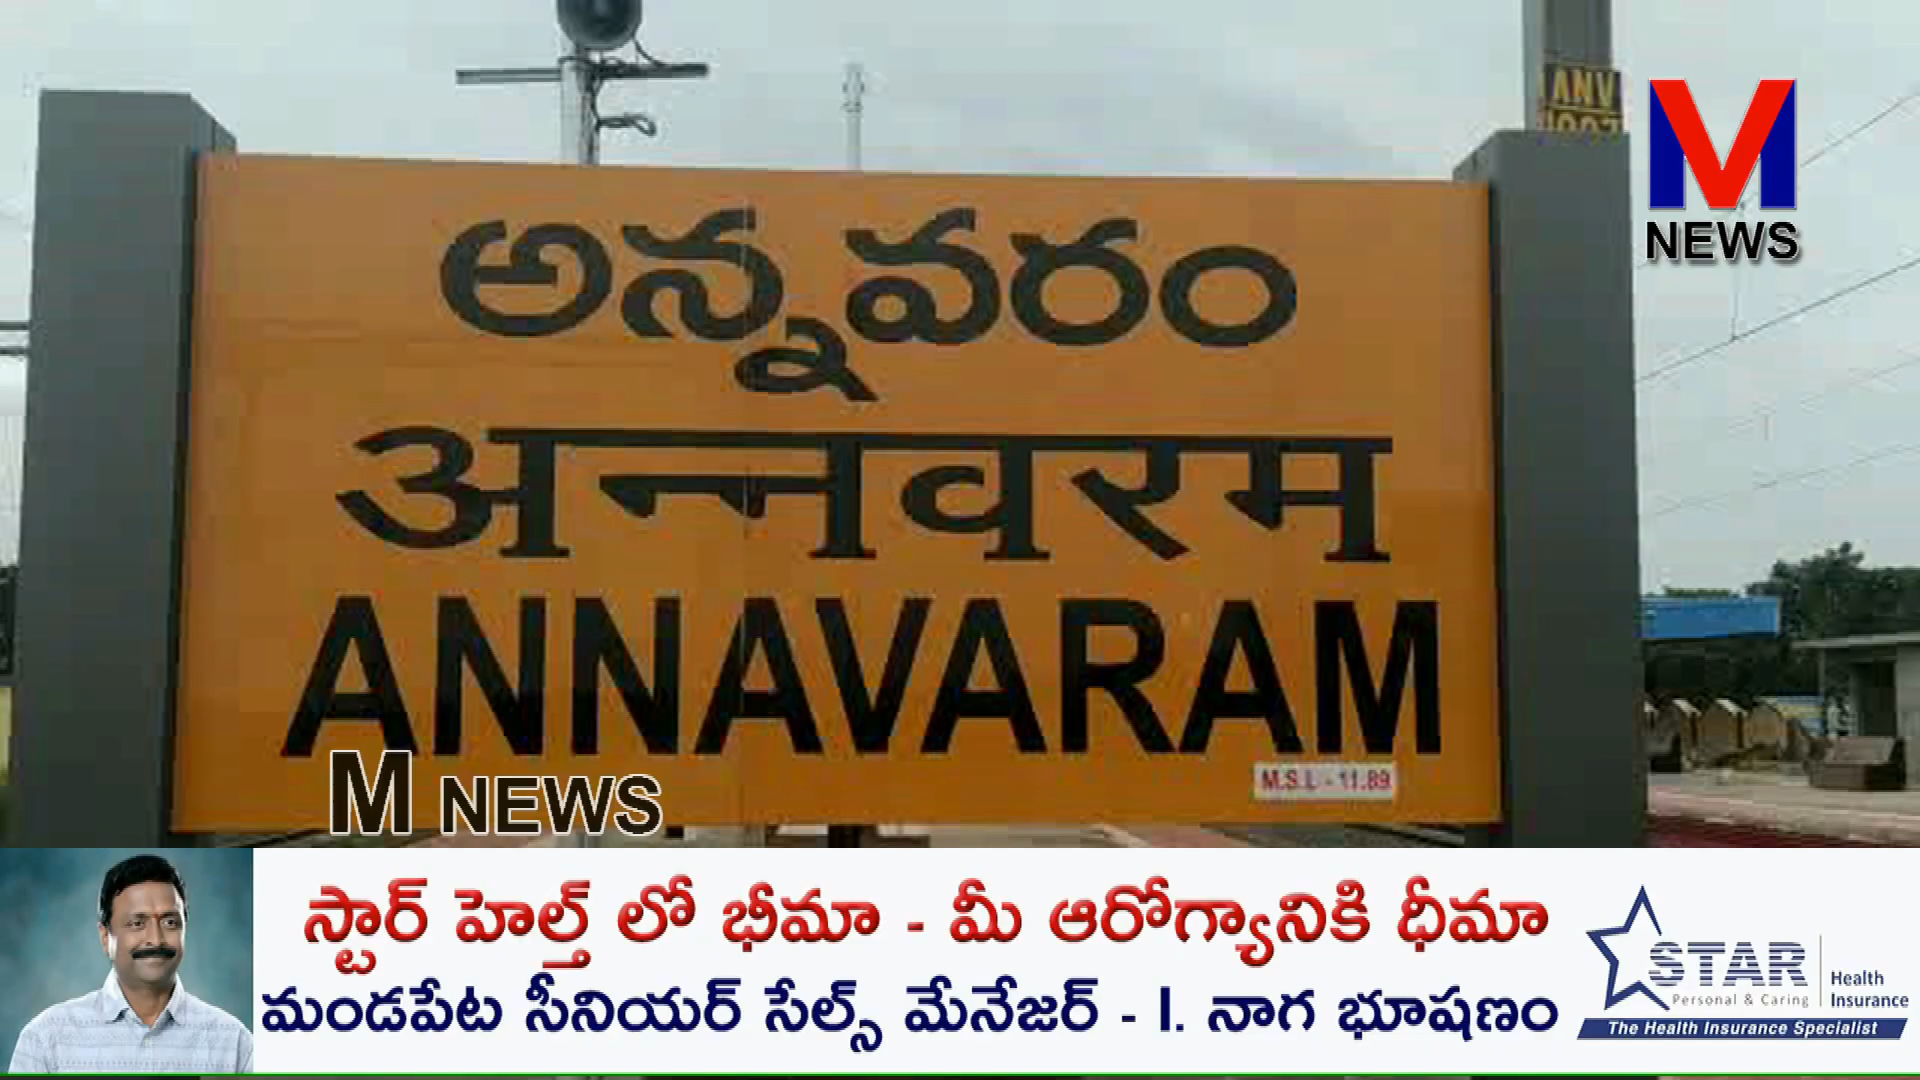 ANV
అన్నవరం
अन्नवरम
ANNAVARAM
M.S.L - 11.89
M NEWS
M
NEWS
స్టార్ హెల్త్ లో భీమా - మీ ఆరోగ్యానికి ధీమా
మండపేట సీనియర్ సేల్స్ మేనేజర్ - I. నాగ భూషణం
STAR
Personal & Caring
Health
Insurance
The Health Insurance Specialist